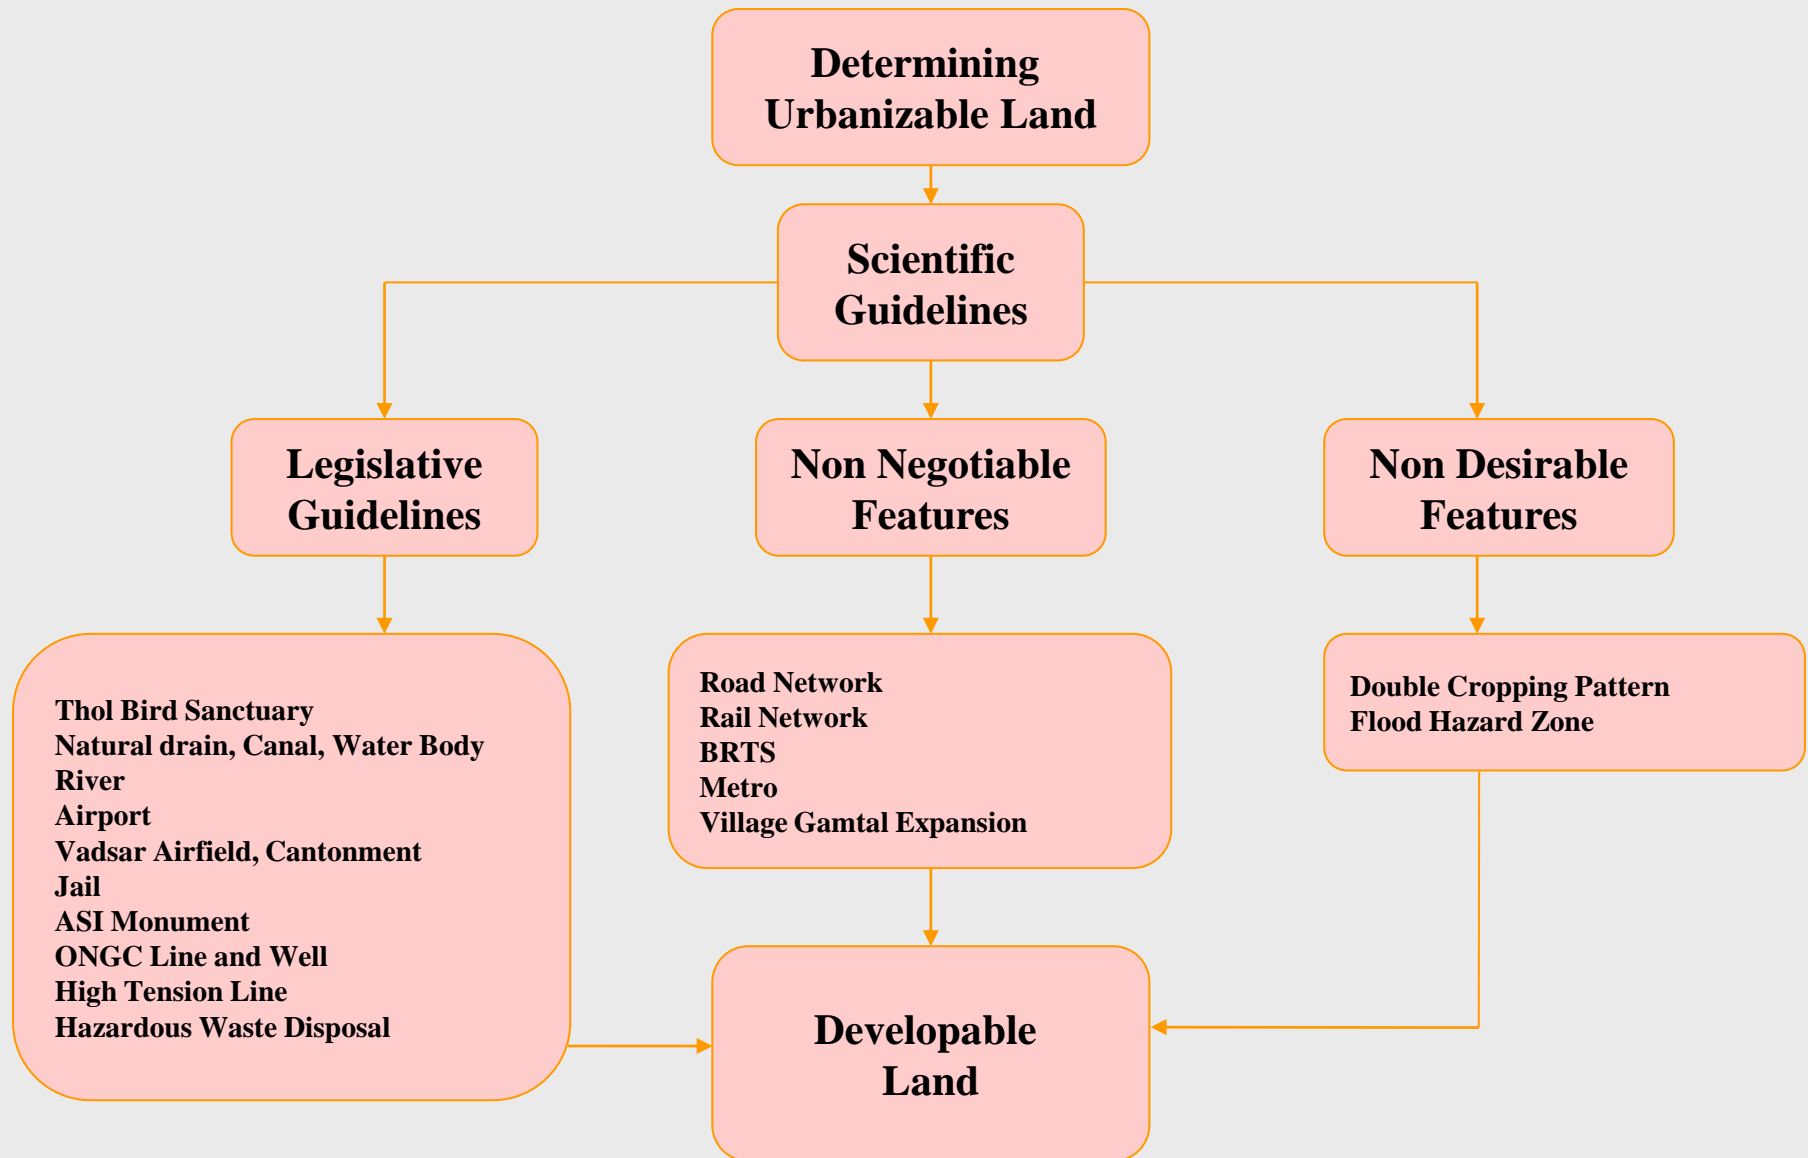 Determining
Urbanizable Land
Scientific
Guidelines
Legislative
Guidelines
Non Negotiable
Features
Non Desirable
Features
Thol Bird Sanctuary
Natural drain, Canal, Water Body
River
Airport
Vadsar Airfield, Cantonment
Jail
ASI Monument
ONGC Line and Well
High Tension Line
Hazardous Waste Disposal
Road Network
Rail Network
BRTS
Metro
Village Gamtal Expansion
Double Cropping Pattern
Flood Hazard Zone
Developable
Land